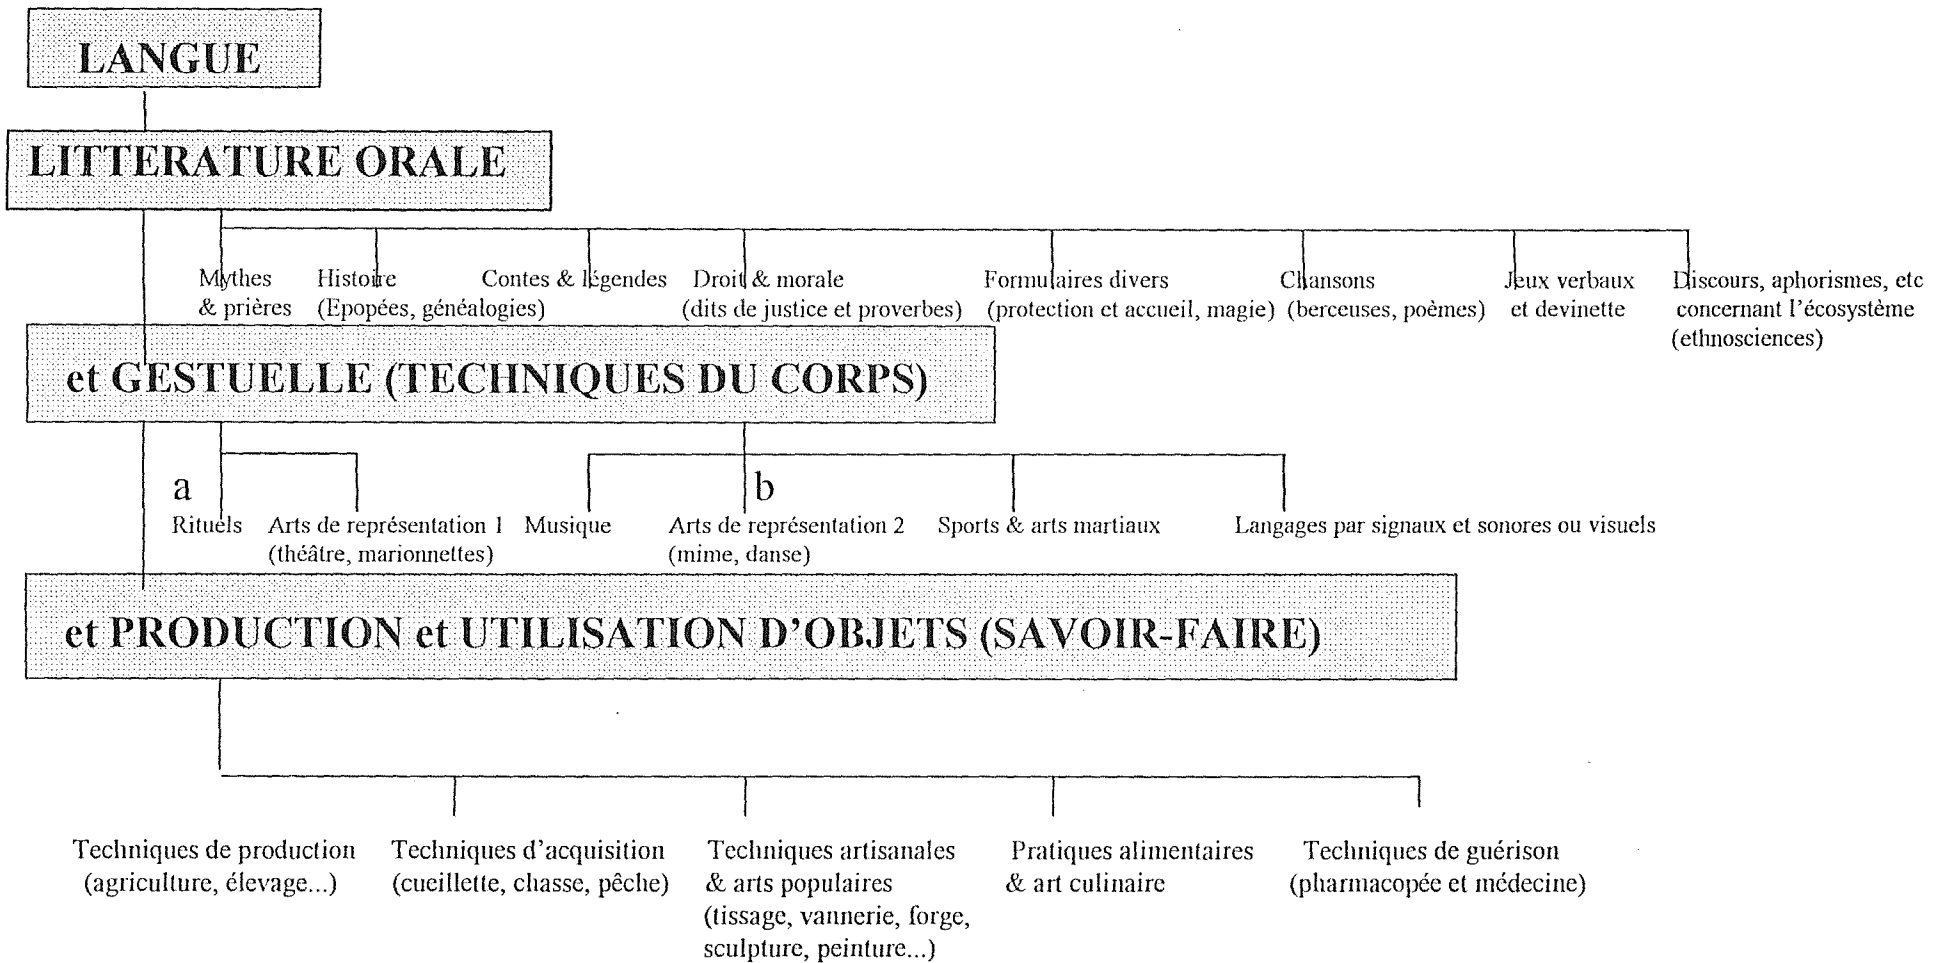 LANGUE
LITTERATURE ORALE
Mythes
& prières
Histoire
(Epopées, généalogies)
Contes & légendes
Droit & morale
(dits de justice et proverbes)
Formulaires divers
(protection et accueil, magie)
Chansons
(berceuses, poèmes)
Jeux verbaux
et devinette
Discours, aphorismes, etc
concernant l'écosystème
(ethnosciences)
et GESTUELLE (TECHNIQUES DU CORPS)
a
Rituels
Arts de représentation 1
(théâtre, marionnettes)
Musique
b
Arts de représentation 2
(mime, danse)
Sports & arts martiaux
Langages par signaux et sonores ou visuels
et PRODUCTION et UTILISATION D'OBJETS (SAVOIR-FAIRE)
Techniques de production
(agriculture, élevage...)
Techniques d'acquisition
(cueillette, chasse, pêche)
Techniques artisanales
& arts populaires
(tissage, vannerie, forge,
sculpture, peinture...)
Pratiques alimentaires
& art culinaire
Techniques de guérison
(pharmacopée et médecine)